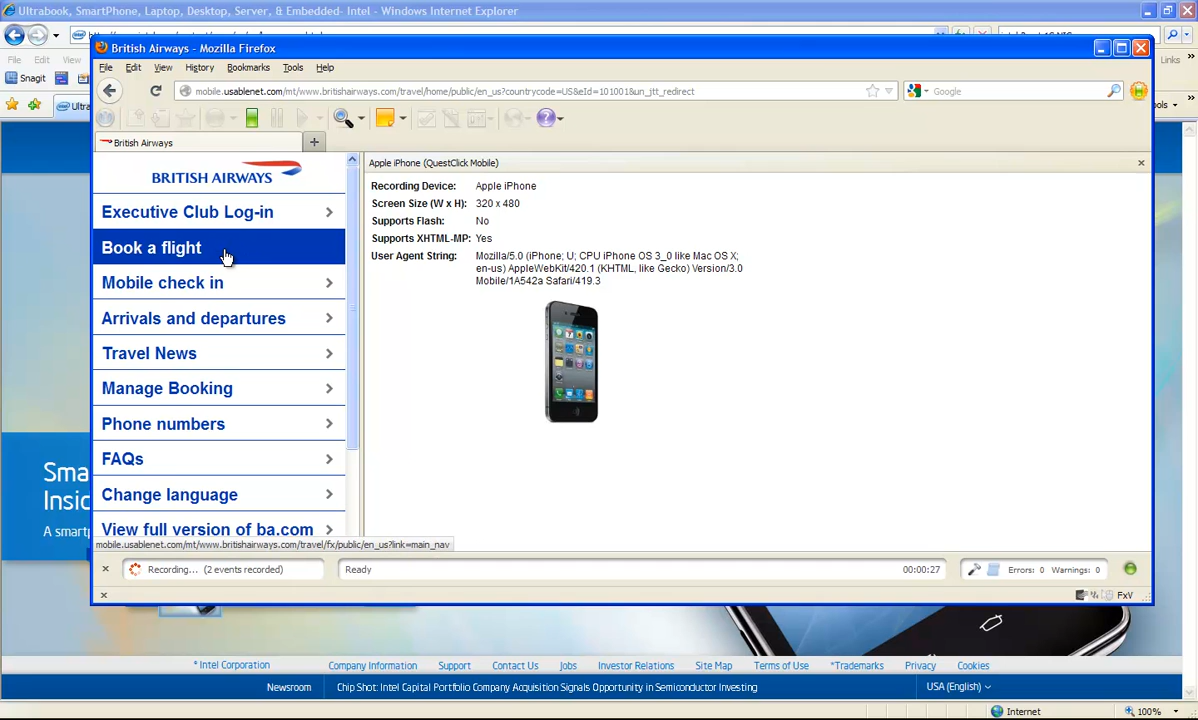 Ultrabook, SmartPhone, Laptop, Desktop, Server, & Embedded- Intel - Windows Internet Explorer
File Edit View
Links
Snagit
British Airways - Mozilla Firefox
File Edit View History Bookmarks Tools Help
mobile.usablenet.com/mt/www.britishairways.com/travel/home/public/en_us?countrycode=US&eId=101001&un_jtt_redirect
Google
British Airways
BRITISH AIRWAYS
Executive Club Log-in
Book a flight
Mobile check in
Arrivals and departures
Travel News
Manage Booking
Phone numbers
FAQs
Change language
View full version of ba.com
mobile.usablenet.com/mt/www.britishairways.com/travel/fx/public/en_us?link=main_nav
Apple iPhone (QuestClick Mobile)
Recording Device: Apple iPhone
Screen Size (W x H): 320 x 480
Supports Flash: No
Supports XHTML-MP: Yes
User Agent String: Mozilla/5.0 (iPhone; U; CPU iPhone OS 3_0 like Mac OS X;
en-us) AppleWebKit/420.1 (KHTML, like Gecko) Version/3.0
Mobile/1A542a Safari/419.3
Recording... (2 events recorded)
Ready
00:00:27
Errors: 0 Warnings: 0
FxV
* Intel Corporation
Company Information Support Contact Us Jobs Investor Relations Site Map Terms of Use *Trademarks Privacy Cookies
Newsroom
Chip Shot: Intel Capital Portfolio Company Acquisition Signals Opportunity in Semiconductor Investing
USA (English)
Internet
100%